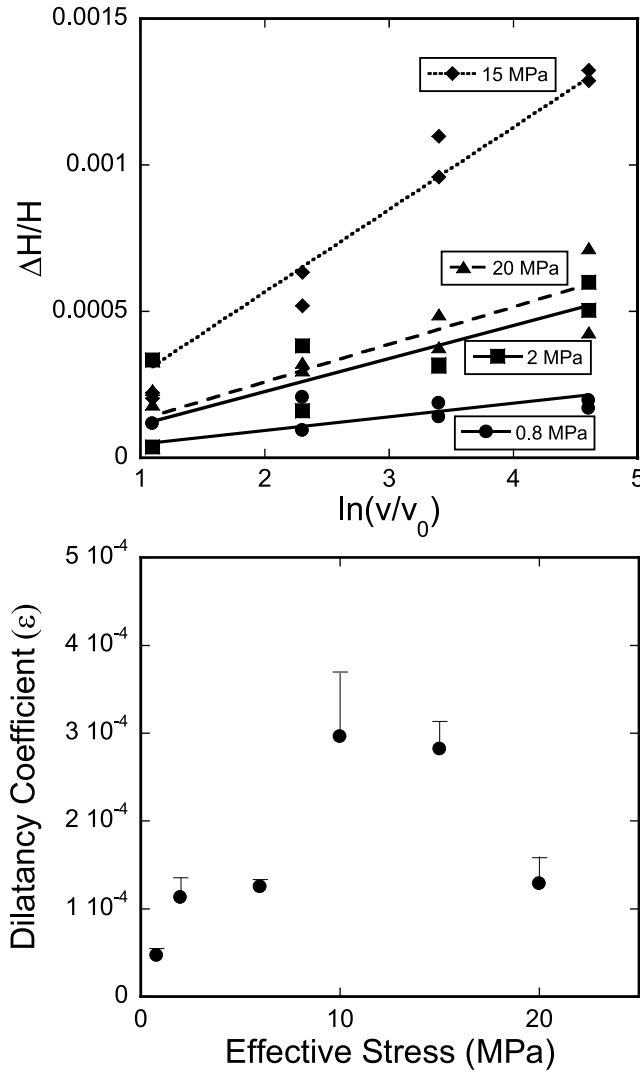 0.0015
15 MPa
0.001
ΔH/H
20 MPa
0.0005
2 MPa
0.8 MPa
0
1 2 3 4 5
ln(v/v₀)
5 10⁻⁴
4 10⁻⁴
3 10⁻⁴
2 10⁻⁴
1 10⁻⁴
0
Dilatancy Coefficient (ε)
0 10 20
Effective Stress (MPa)